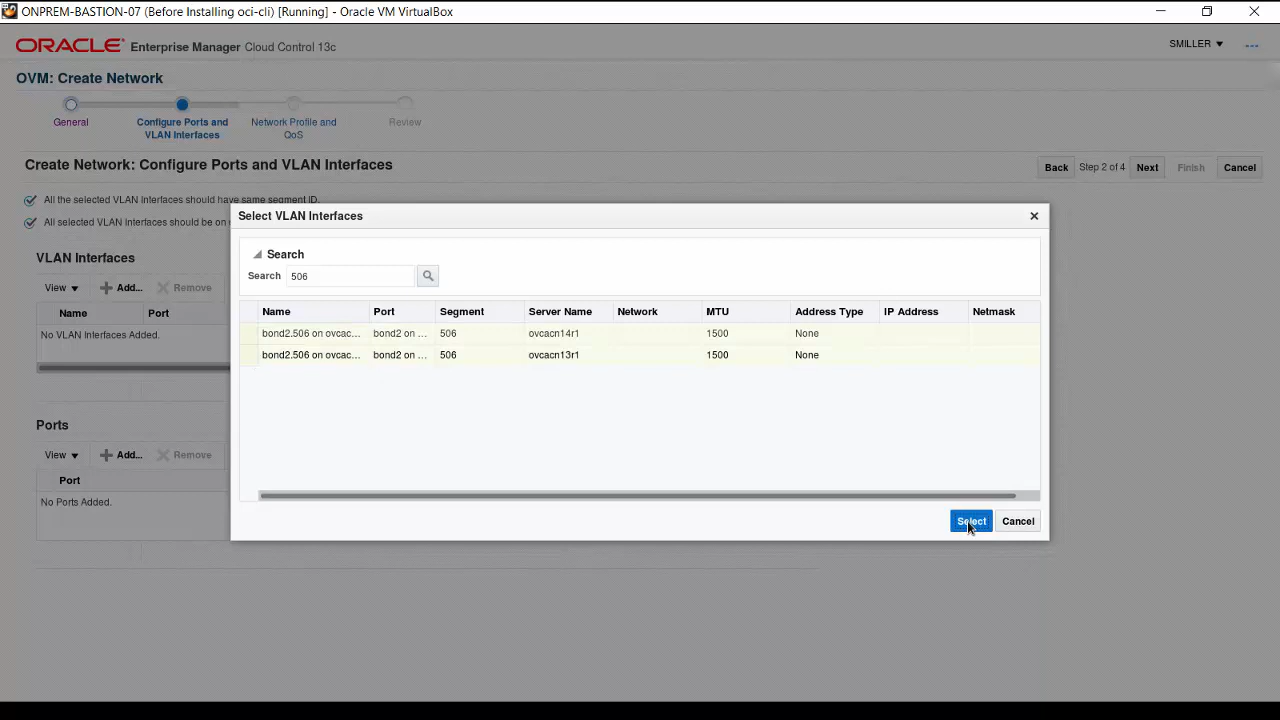 ONPREM-BASTION-07 (Before Installing oci-cli) [Running] - Oracle VM VirtualBox
ORACLE Enterprise Manager Cloud Control 13c
SMILLER
OVM: Create Network
General
Configure Ports and VLAN Interfaces
Network Profile and QoS
Review
Create Network: Configure Ports and VLAN Interfaces
Back Step 2 of 4 Next Finish Cancel
All the selected VLAN Interfaces should have same segment ID.
All selected VLAN Interfaces should be on
Select VLAN Interfaces
Search
Search 506
Name Port Segment Server Name Network MTU Address Type IP Address Netmask
bond2.506 on ovcac... bond2 on ... 506 ovcacn14r1 1500 None
bond2.506 on ovcac... bond2 on ... 506 ovcacn13r1 1500 None
Select Cancel
VLAN Interfaces
View Add... Remove
Name Port
No VLAN Interfaces Added.
Ports
View Add... Remove
Port
No Ports Added.